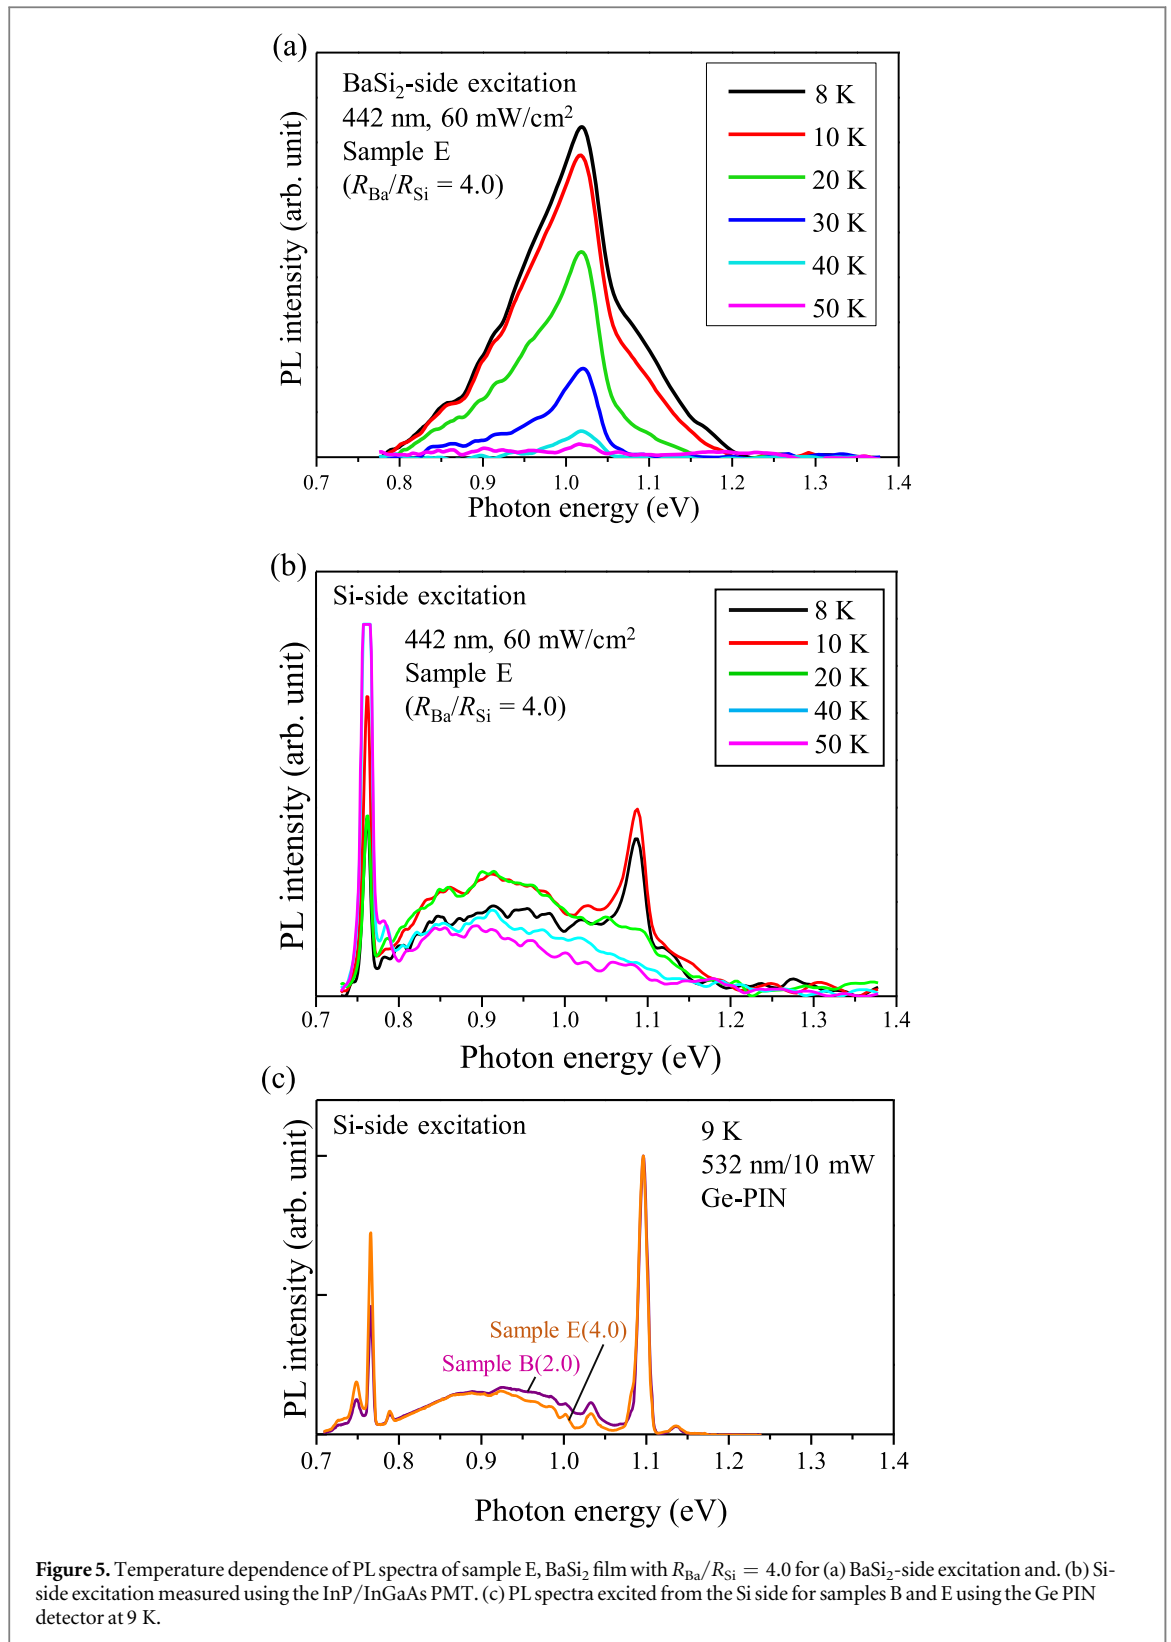 (a)
BaSi2-side excitation
442 nm, 60 mW/cm2
Sample E
(RBa/RSi = 4.0)
8 K
10 K
20 K
30 K
40 K
50 K
PL intensity (arb. unit)
0.7 0.8 0.9 1.0 1.1 1.2 1.3 1.4
Photon energy (eV)
(b)
Si-side excitation
442 nm, 60 mW/cm2
Sample E
(RBa/RSi = 4.0)
8 K
10 K
20 K
40 K
50 K
PL intensity (arb. unit)
0.7 0.8 0.9 1.0 1.1 1.2 1.3 1.4
Photon energy (eV)
(c)
Si-side excitation
9 K
532 nm/10 mW
Ge-PIN
Sample E(4.0)
Sample B(2.0)
PL intensity (arb. unit)
0.7 0.8 0.9 1.0 1.1 1.2 1.3 1.4
Photon energy (eV)
Figure 5. Temperature dependence of PL spectra of sample E, BaSi2 film with RBa/RSi = 4.0 for (a) BaSi2-side excitation and. (b) Si-
side excitation measured using the InP/InGaAs PMT. (c) PL spectra excited from the Si side for samples B and E using the Ge PIN
detector at 9 K.